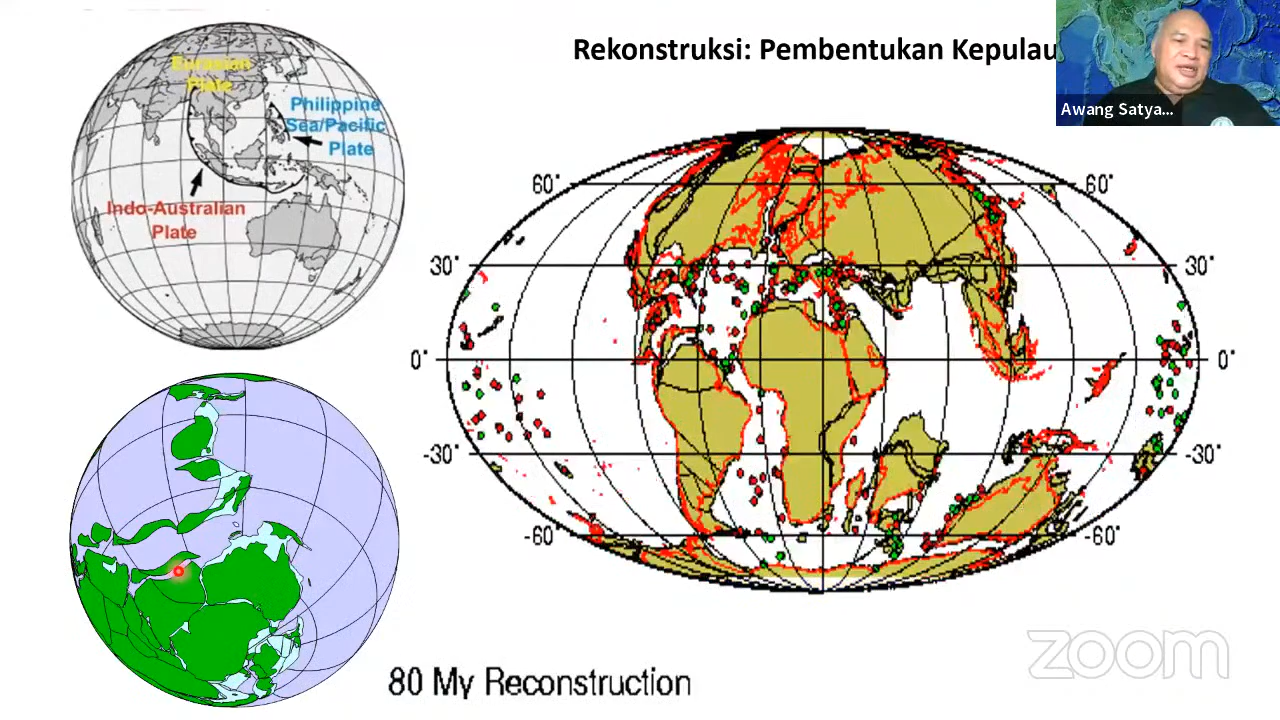 Rekonstruksi: Pembentukan Kepulau
Awang Satya...
Eurasian
Plate
Philippine
Sea/Pacific
Plate
Indo-Australian
Plate
60°
60°
30°
30°
0°
0°
-30°
-30°
-60°
-60°
80 My Reconstruction
zoom